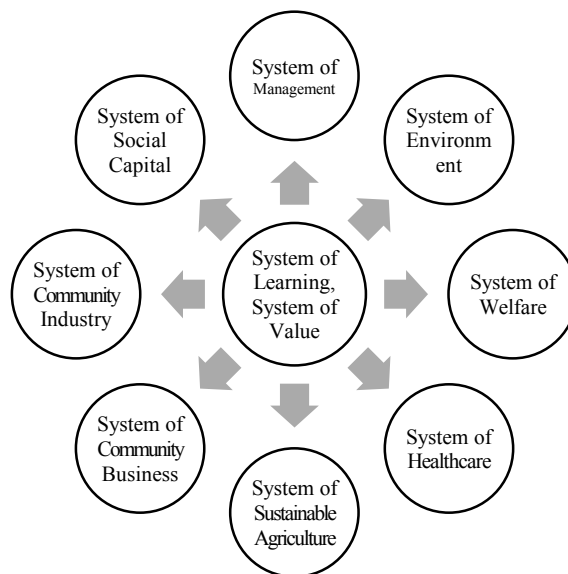 System of
Management
System of
Social
Capital
System of
Environm
ent
System of
Community
Industry
System of
Learning,
System of
Value
System of
Welfare
System of
Community
Business
System of
Healthcare
System of
Sustainable
Agriculture